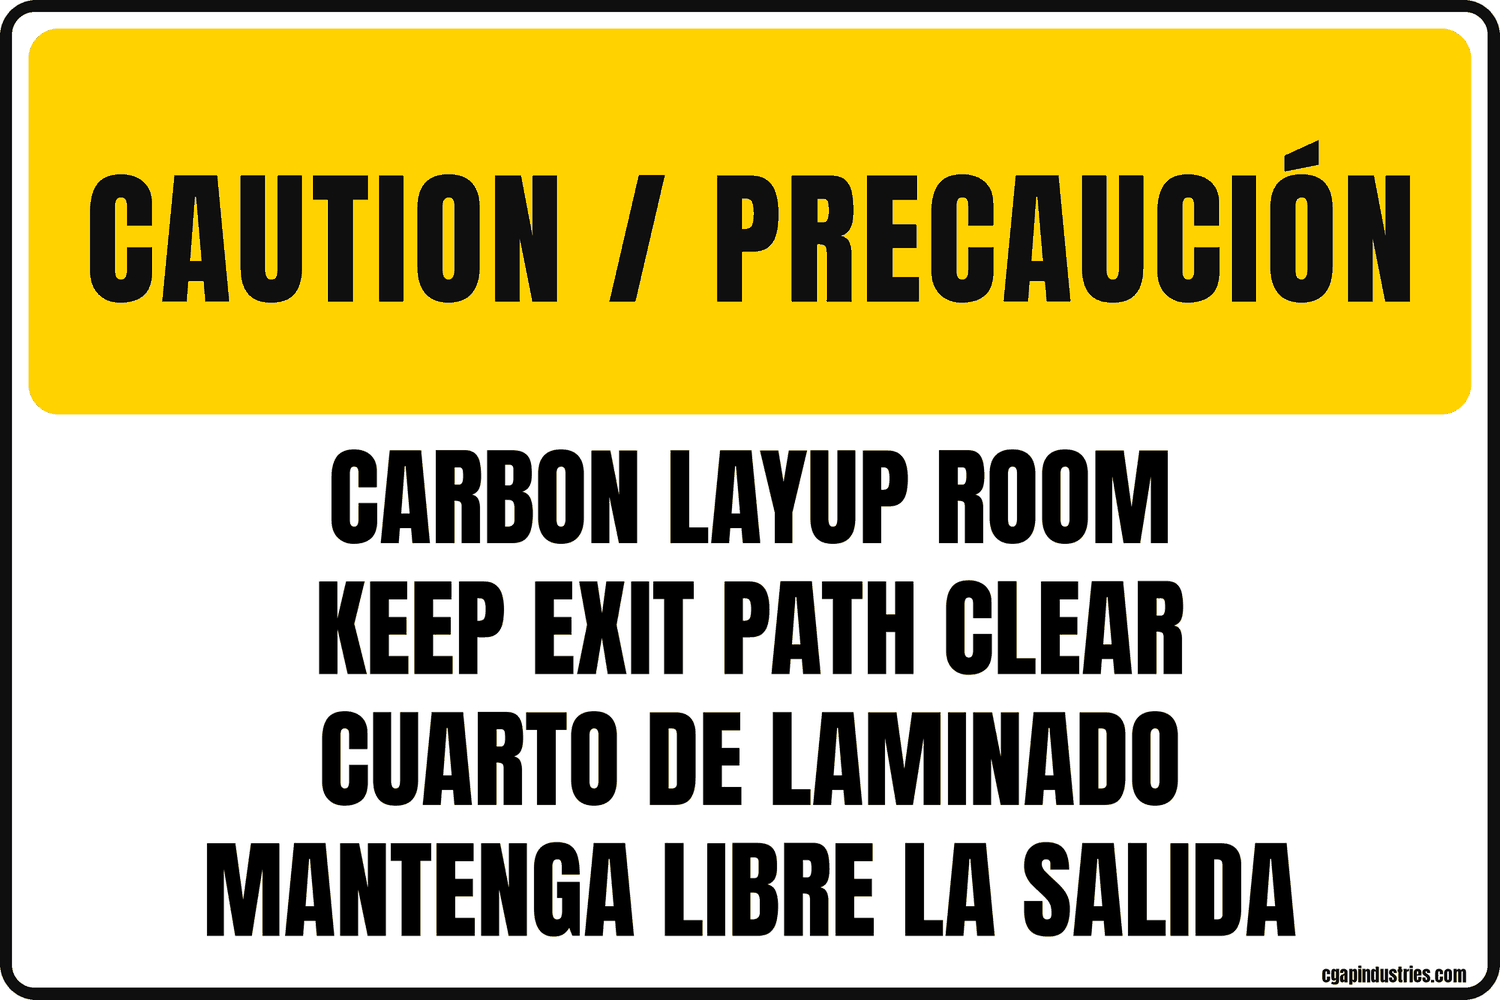 CAUTION / PRECAUCIÓN
CARBON LAYUP ROOM
KEEP EXIT PATH CLEAR
CUARTO DE LAMINADO
MANTENGA LIBRE LA SALIDA
cgapindustries.com